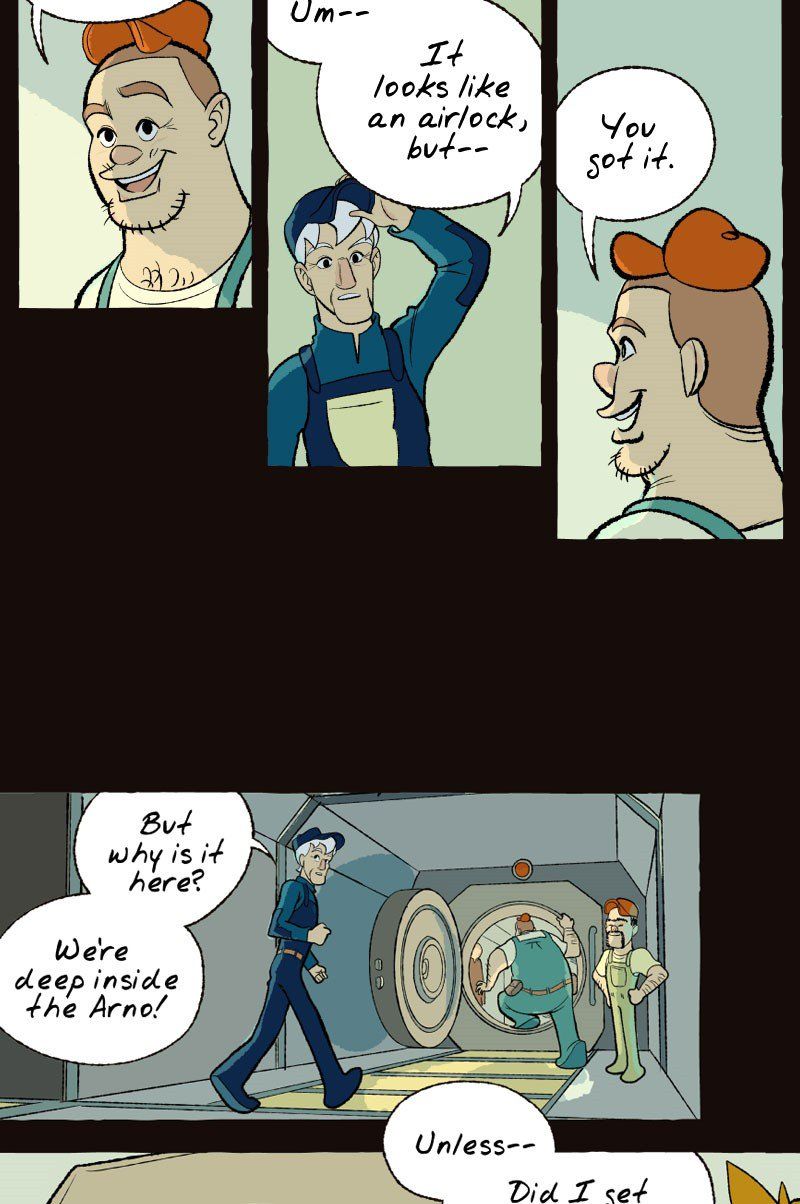 Um--
It
looks like
an airlock,
but--
You
got it.
But
why is it
here?
We're
deep inside
the Arno!
Unless--
Did I get